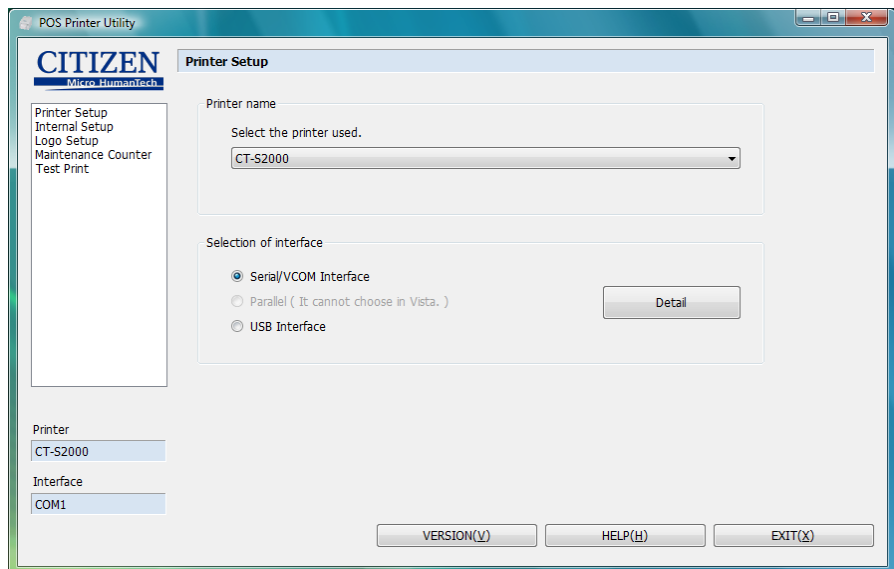 POS Printer Utility
CITIZEN
Micro HumanTech
Printer Setup
Printer Setup
Internal Setup
Logo Setup
Maintenance Counter
Test Print
Printer name
Select the printer used.
CT-S2000
Selection of interface
Serial/VCOM Interface
Parallel ( It cannot choose in Vista. )
USB Interface
Detail
Printer
CT-S2000
Interface
COM1
VERSION(V)
HELP(H)
EXIT(X)